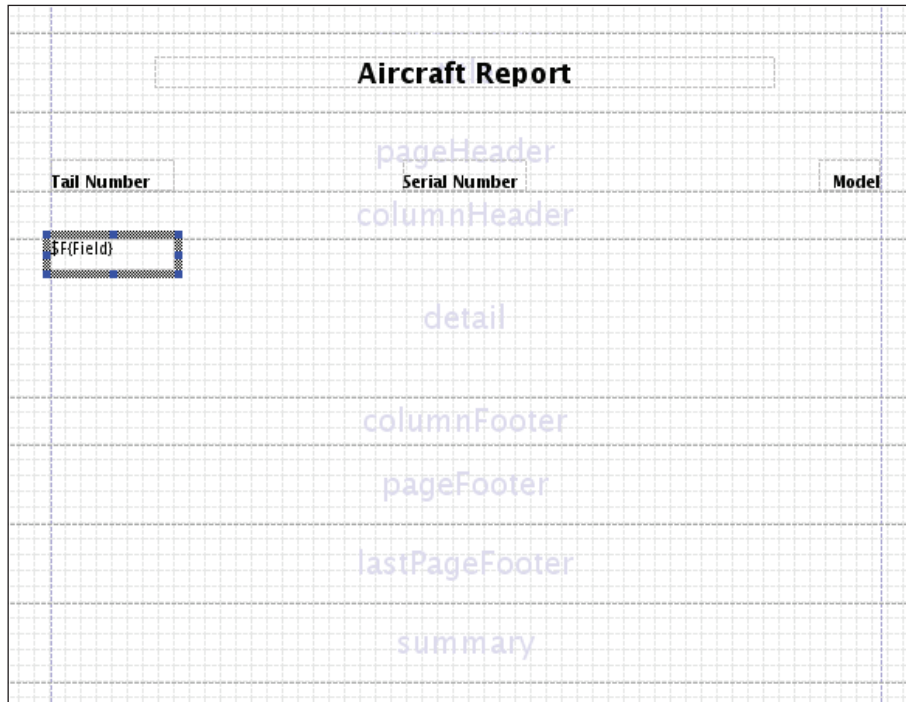 Aircraft Report
pageHeader
Tail Number Serial Number Model
columnHeader
$F{Field}
detail
columnFooter
pageFooter
lastPageFooter
summary